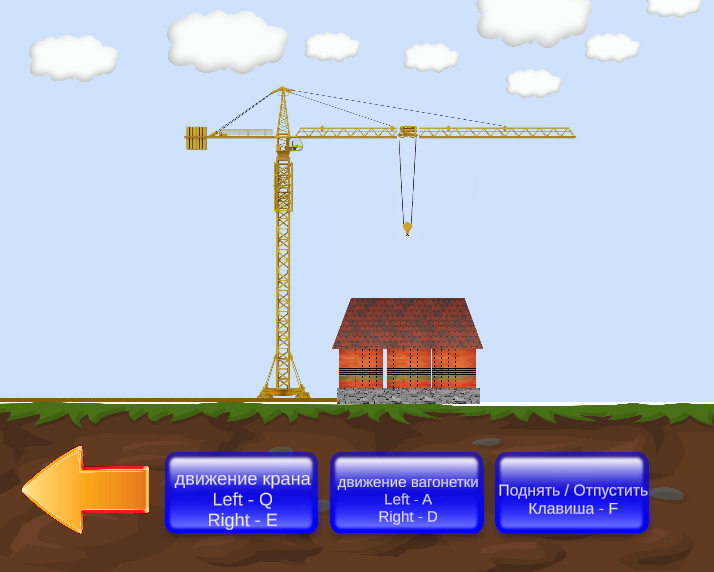 движение крана
Left - Q
Right - E
движение вагонетки
Left - A
Right - D
Поднять / Отпустить
Клавиша - F